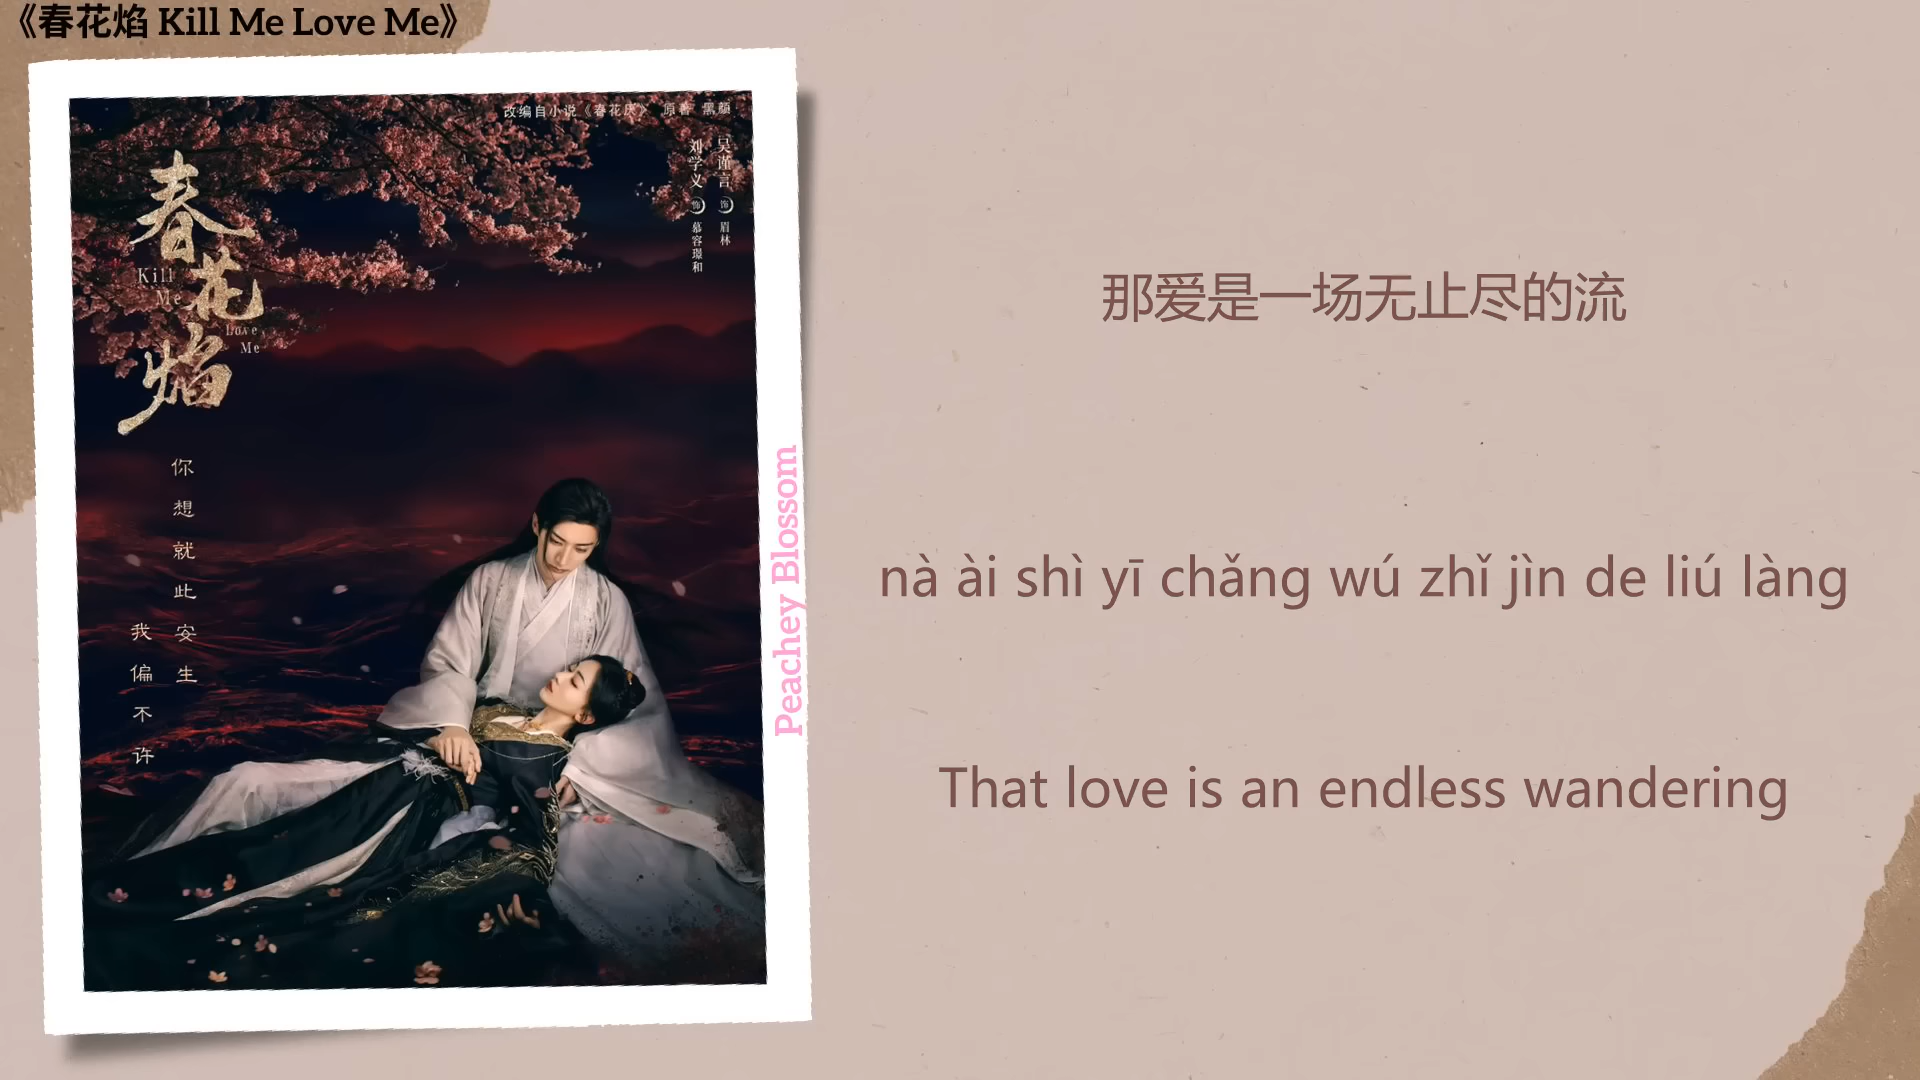 《春花焰 Kill Me Love Me》
改编自小说《春花厌》 原著 黑颜
吴谨言 饰 眉林
刘学义 饰 慕容璟和
春花焰
Kill
Me
Love
Me
你想就此安生
我偏不许
Peachey Blossom
那爱是一场无止尽的流
nà ài shì yī chǎng wú zhǐ jìn de liú làng
That love is an endless wandering